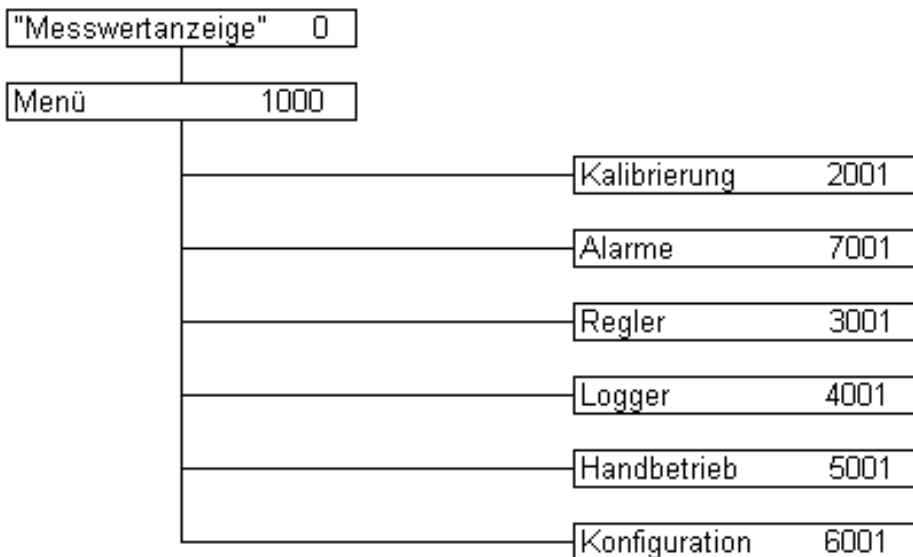 "Messwertanzeige" 0
Menü 1000
Kalibrierung 2001
Alarme 7001
Regler 3001
Logger 4001
Handbetrieb 5001
Konfiguration 6001